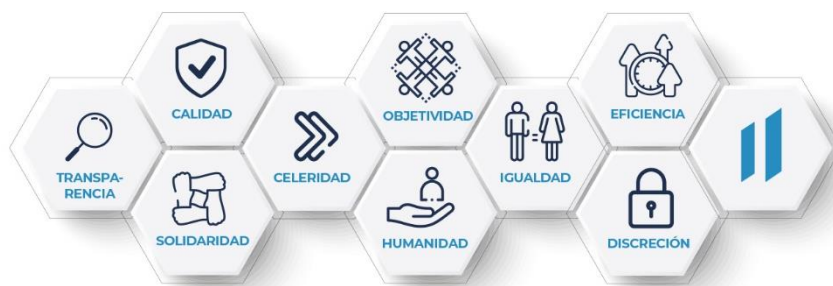 CALIDAD
OBJETIVIDAD
EFICIENCIA
TRANSPA-
RENCIA
CELERIDAD
IGUALDAD
SOLIDARIDAD
HUMANIDAD
DISCRECIÓN